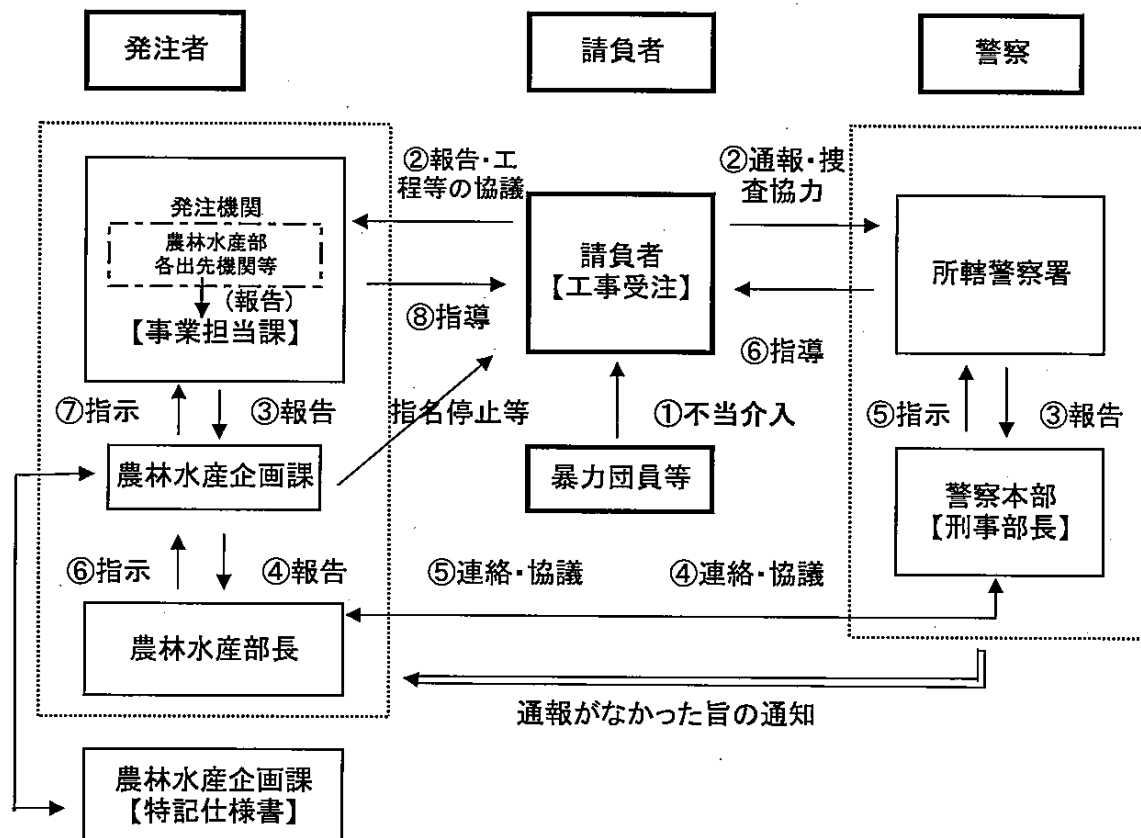 発注者
請負者
警察
②報告・工
程等の協議
②通報・捜
査協力
発注機関
農林水産部
各出先機関等
(報告)
【事業担当課】
請負者
【工事受注】
所轄警察署
⑧指導
⑥指導
⑦指示
③報告
指名停止等
①不当介入
⑤指示
③報告
農林水産企画課
暴力団員等
警察本部
【刑事部長】
⑥指示
④報告
⑤連絡・協議
④連絡・協議
農林水産部長
通報がなかった旨の通知
農林水産企画課
【特記仕様書】